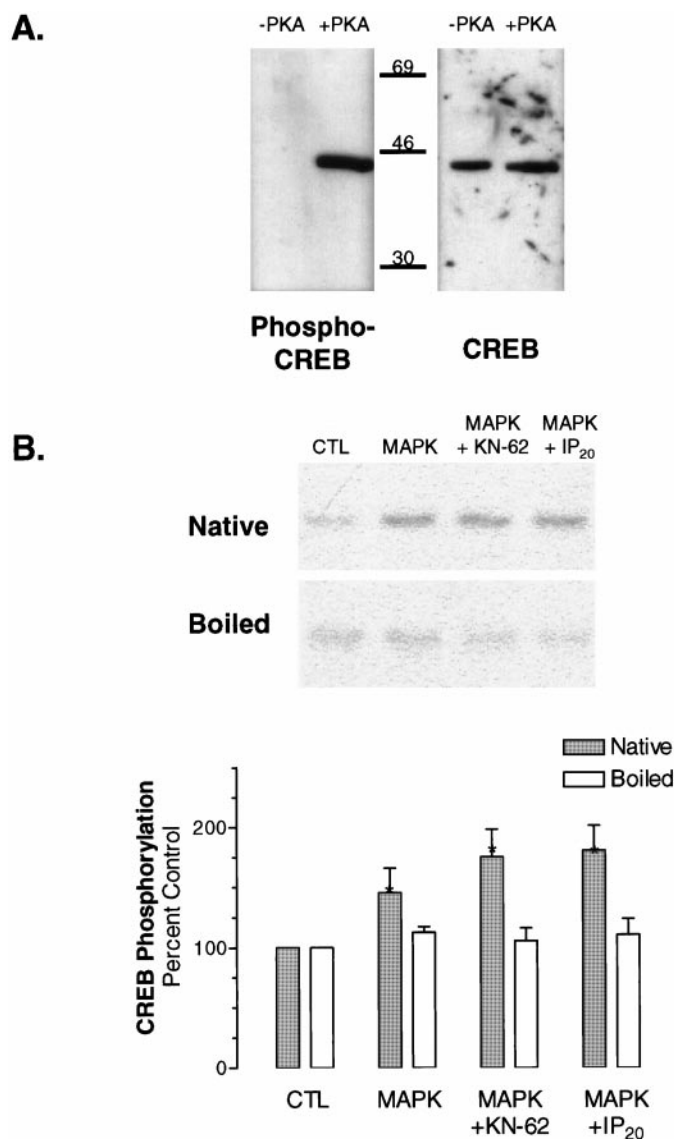 A.
-PKA +PKA
-PKA +PKA
69
46
30
Phospho-
CREB
CREB
B.
CTL
MAPK
MAPK
+ KN-62
MAPK
+ IP20
Native
Boiled
Native
Boiled
CREB Phosphorylation
Percent Control
200
100
0
CTL
MAPK
MAPK
+KN-62
MAPK
+IP20